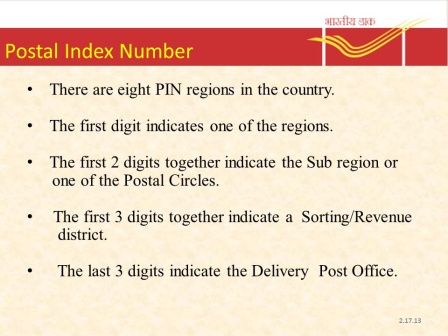 भारतीय डाक
Postal Index Number
• There are eight PIN regions in the country.
• The first digit indicates one of the regions.
• The first 2 digits together indicate the Sub region or
one of the Postal Circles.
• The first 3 digits together indicate a Sorting/Revenue
district.
• The last 3 digits indicate the Delivery Post Office.
2.17.13